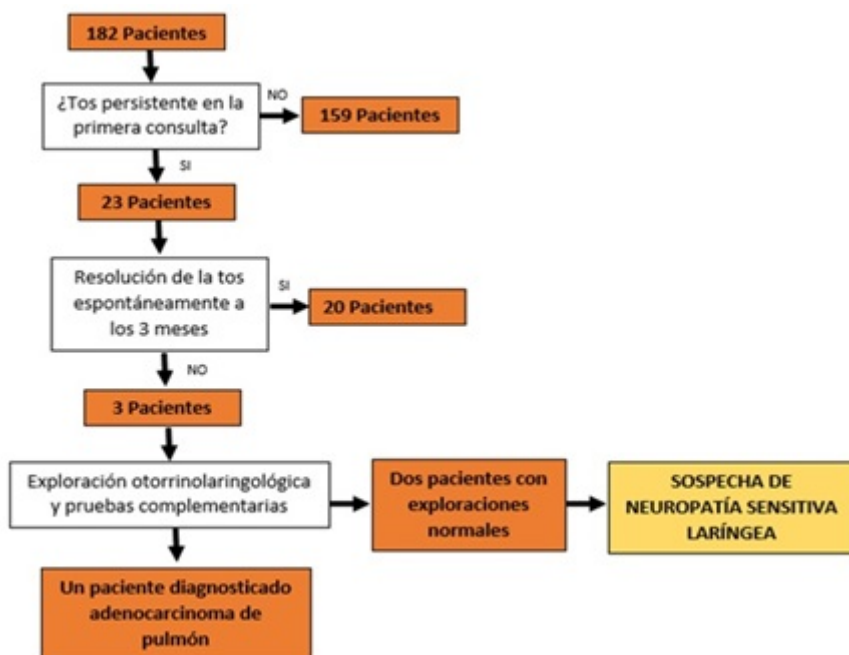 182 Pacientes
¿Tos persistente en la
primera consulta?
NO
159 Pacientes
SI
23 Pacientes
Resolución de la tos
espontáneamente a
los 3 meses
SI
20 Pacientes
NO
3 Pacientes
Exploración otorrinolaringológica
y pruebas complementarias
Dos pacientes con
exploraciones
normales
SOSPECHA DE
NEUROPATÍA SENSITIVA
LARÍNGEA
Un paciente diagnosticado
adenocarcinoma de
pulmón